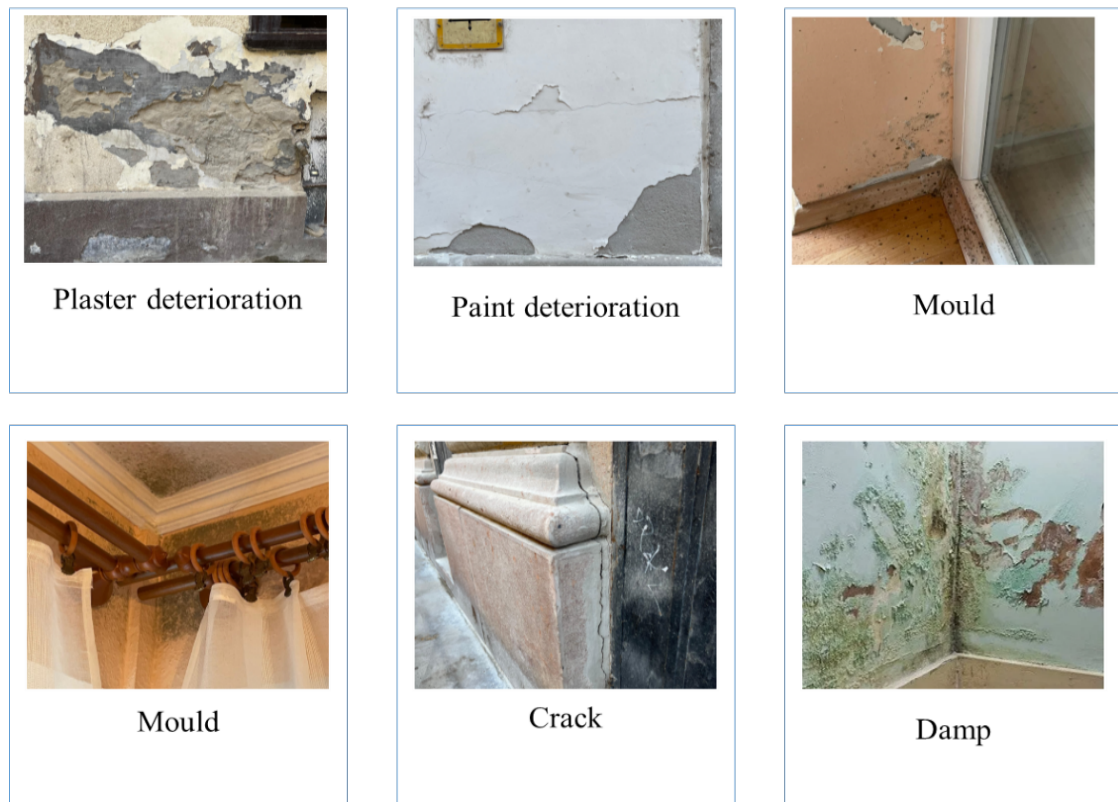 Plaster deterioration
Paint deterioration
Mould
Mould
Crack
Damp